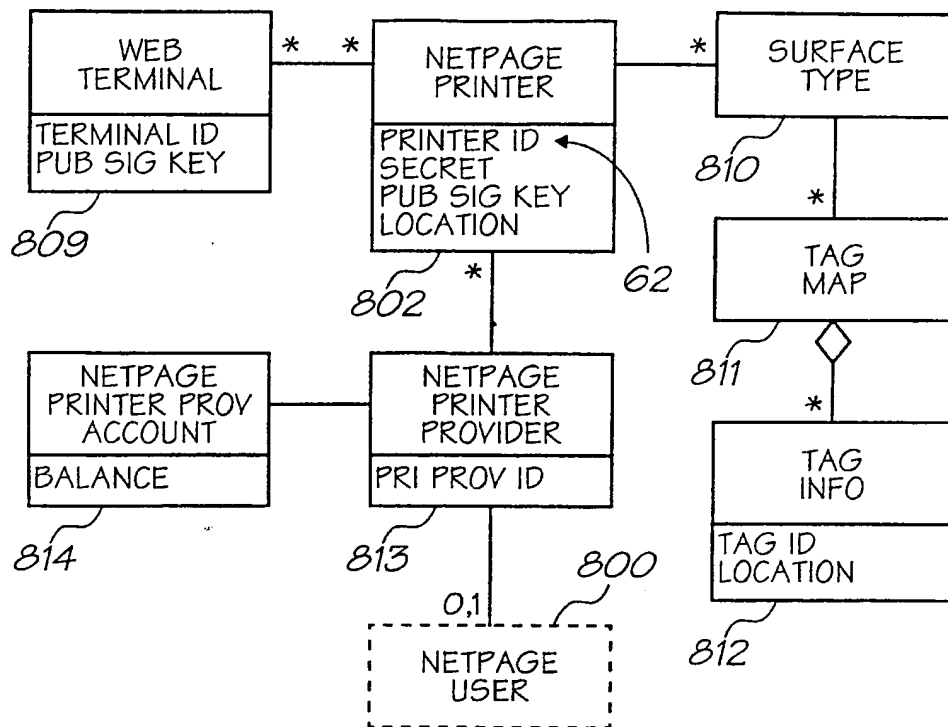 WEB
TERMINAL
TERMINAL ID
PUB SIG KEY
809
*
*
NETPAGE
PRINTER
PRINTER ID
SECRET
PUB SIG KEY
LOCATION
802
62
*
*
SURFACE
TYPE
810
*
TAG
MAP
811
*
TAG
INFO
TAG ID
LOCATION
812
NETPAGE
PRINTER PROV
ACCOUNT
BALANCE
814
NETPAGE
PRINTER
PROVIDER
PRI PROV ID
813
0,1
800
NETPAGE
USER